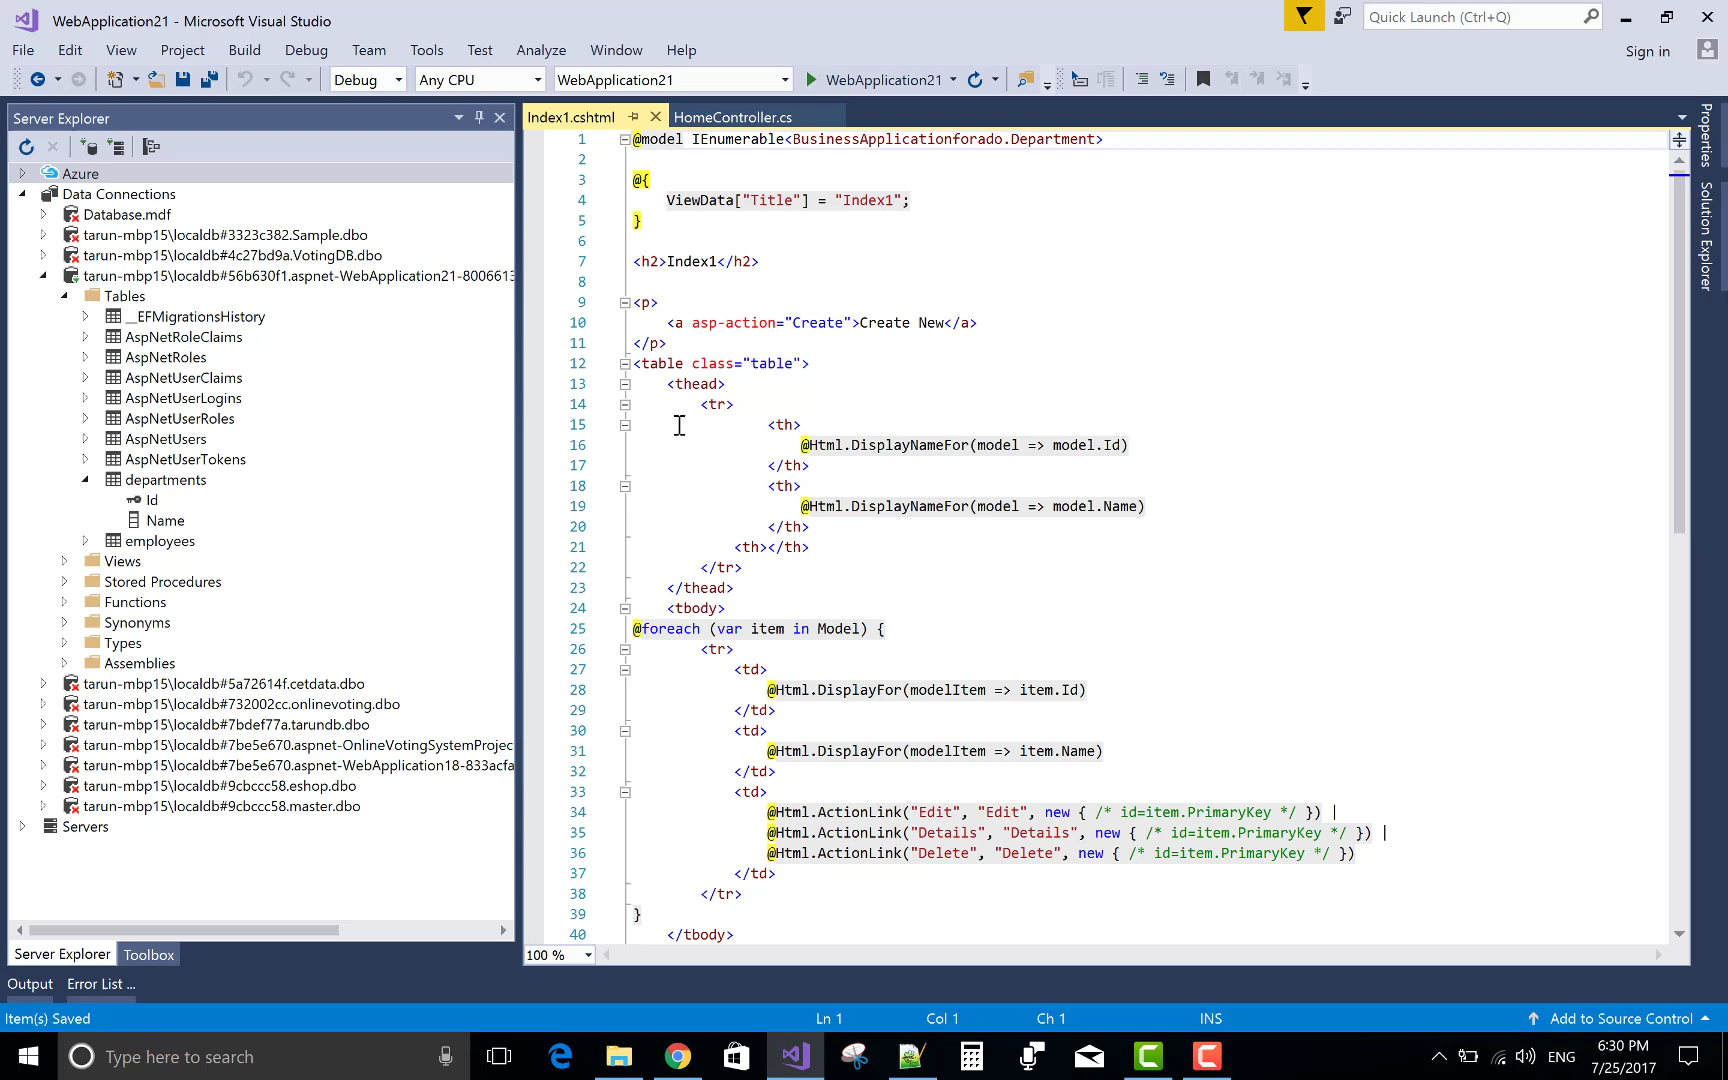 WebApplication21 - Microsoft Visual Studio
Quick Launch (Ctrl+Q)
File Edit View Project Build Debug Team Tools Test Analyze Window Help
Sign in
Debug Any CPU WebApplication21 WebApplication21
Server Explorer
Azure
Data Connections
Database.mdf
tarun-mbp15\localdb#3323c382.Sample.dbo
tarun-mbp15\localdb#4c27bd9a.VotingDB.dbo
tarun-mbp15\localdb#56b630f1.aspnet-WebApplication21-8006613
Tables
__EFMigrationsHistory
AspNetRoleClaims
AspNetRoles
AspNetUserClaims
AspNetUserLogins
AspNetUserRoles
AspNetUsers
AspNetUserTokens
departments
Id
Name
employees
Views
Stored Procedures
Functions
Synonyms
Types
Assemblies
tarun-mbp15\localdb#5a72614f.cetdata.dbo
tarun-mbp15\localdb#732002cc.onlinevoting.dbo
tarun-mbp15\localdb#7bdef77a.tarundb.dbo
tarun-mbp15\localdb#7be5e670.aspnet-OnlineVotingSystemProjec
tarun-mbp15\localdb#7be5e670.aspnet-WebApplication18-833acfa
tarun-mbp15\localdb#9cbccc58.eshop.dbo
tarun-mbp15\localdb#9cbccc58.master.dbo
Servers
Server Explorer Toolbox
Index1.cshtml HomeController.cs
1 @model IEnumerable<BusinessApplicationforado.Department>
2
3 @{
4 ViewData["Title"] = "Index1";
5 }
6
7 <h2>Index1</h2>
8
9 <p>
10 <a asp-action="Create">Create New</a>
11 </p>
12 <table class="table">
13 <thead>
14 <tr>
15 <th>
16 @Html.DisplayNameFor(model => model.Id)
17 </th>
18 <th>
19 @Html.DisplayNameFor(model => model.Name)
20 </th>
21 <th></th>
22 </tr>
23 </thead>
24 <tbody>
25 @foreach (var item in Model) {
26 <tr>
27 <td>
28 @Html.DisplayFor(modelItem => item.Id)
29 </td>
30 <td>
31 @Html.DisplayFor(modelItem => item.Name)
32 </td>
33 <td>
34 @Html.ActionLink("Edit", "Edit", new { /* id=item.PrimaryKey */ }) |
35 @Html.ActionLink("Details", "Details", new { /* id=item.PrimaryKey */ }) |
36 @Html.ActionLink("Delete", "Delete", new { /* id=item.PrimaryKey */ })
37 </td>
38 </tr>
39 }
40 </tbody>
100 %
Properties
Solution Explorer
Output Error List ...
Item(s) Saved Ln 1 Col 1 Ch 1 INS Add to Source Control
Type here to search
ENG
6:30 PM
7/25/2017